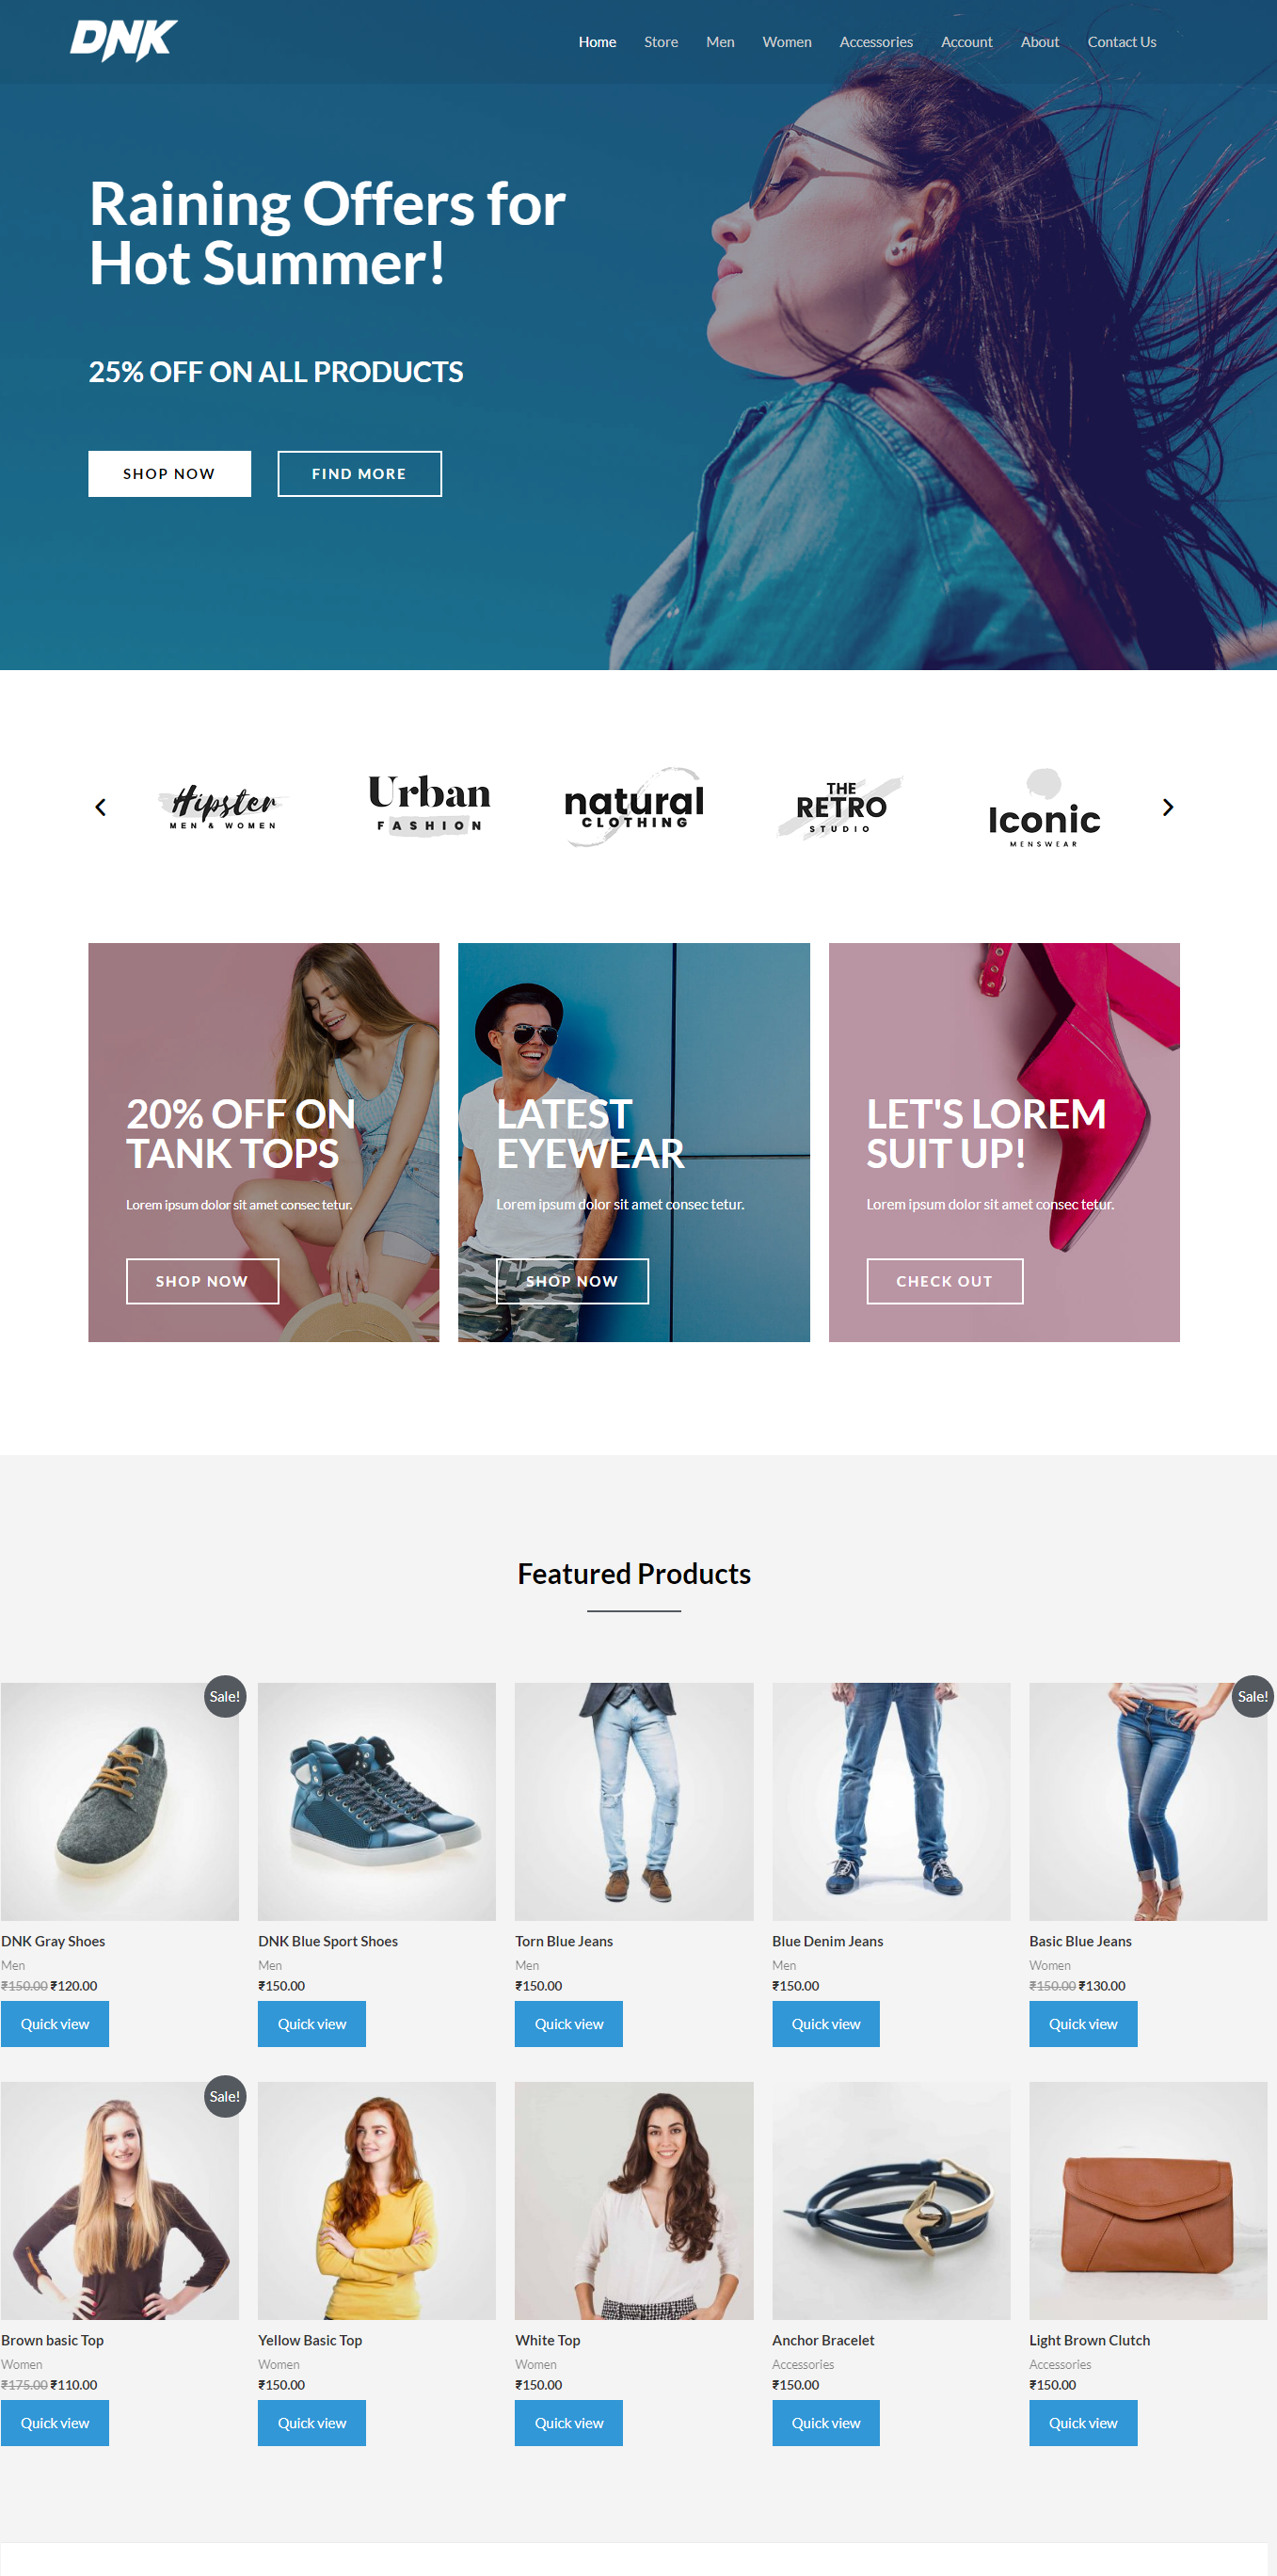 DNK
Home Store Men Women Accessories Account About Contact Us
Raining Offers for
Hot Summer!
25% OFF ON ALL PRODUCTS
SHOP NOW FIND MORE
Hipster
MEN & WOMEN
Urban
FASHION
natural
CLOTHING
THE
RETRO
STUDIO
Iconic
MENSWEAR
20% OFF ON
TANK TOPS
Lorem ipsum dolor sit amet consec tetur.
SHOP NOW
LATEST
EYEWEAR
Lorem ipsum dolor sit amet consec tetur.
SHOP NOW
LET'S LOREM
SUIT UP!
Lorem ipsum dolor sit amet consec tetur.
CHECK OUT
Featured Products
Sale!
DNK Gray Shoes
Men
₹150.00 ₹120.00
Quick view
DNK Blue Sport Shoes
Men
₹150.00
Quick view
Torn Blue Jeans
Men
₹150.00
Quick view
Blue Denim Jeans
Men
₹150.00
Quick view
Sale!
Basic Blue Jeans
Women
₹150.00 ₹130.00
Quick view
Sale!
Brown basic Top
Women
₹175.00 ₹110.00
Quick view
Yellow Basic Top
Women
₹150.00
Quick view
White Top
Women
₹150.00
Quick view
Anchor Bracelet
Accessories
₹150.00
Quick view
Light Brown Clutch
Accessories
₹150.00
Quick view